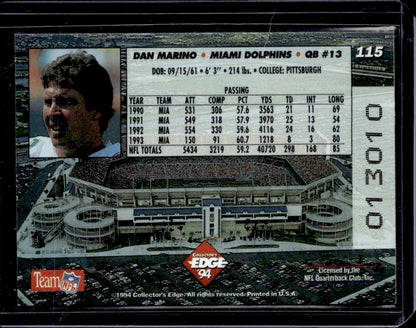 DAN MARINO • MIAMI DOLPHINS • QB #13
115
DOB: 09/15/61 • 6' 3" • 214 lbs. • COLLEGE: PITTSBURGH
PASSING
YEAR TEAM ATT COMP PCT YDS TD INT LONG
1990 MIA 531 306 57.6 3563 21 11 69
1991 MIA 549 318 57.9 3970 25 13 54
1992 MIA 554 330 59.6 4116 24 16 62
1993 MIA 150 91 60.7 1218 8 3 80
NFL TOTALS 5434 3219 59.2 40720 298 168 85
013010
COLLECTOR'S
EDGE
94
Team NFL
Licensed by the
NFL Quarterback Club, Inc.
©1994 Collector's Edge. All rights reserved. Printed in U.S.A.